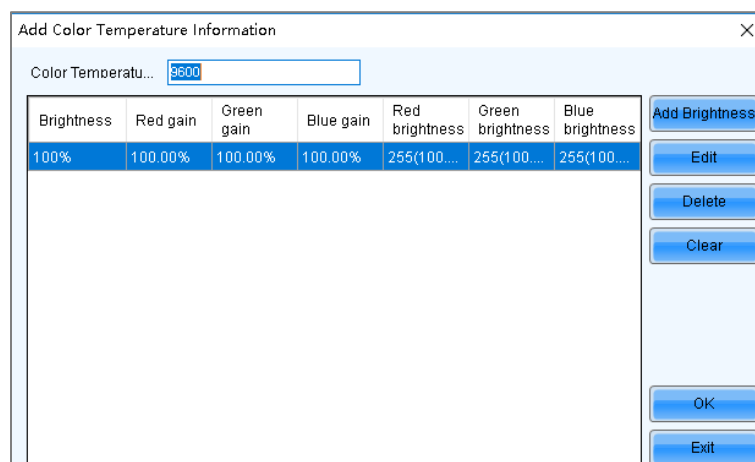 Add Color Temperature Information
Color Temperatu... 9600
Brightness Red gain Green gain Blue gain Red brightness Green brightness Blue brightness
100% 100.00% 100.00% 100.00% 255(100.... 255(100.... 255(100....
Add Brightness
Edit
Delete
Clear
OK
Exit